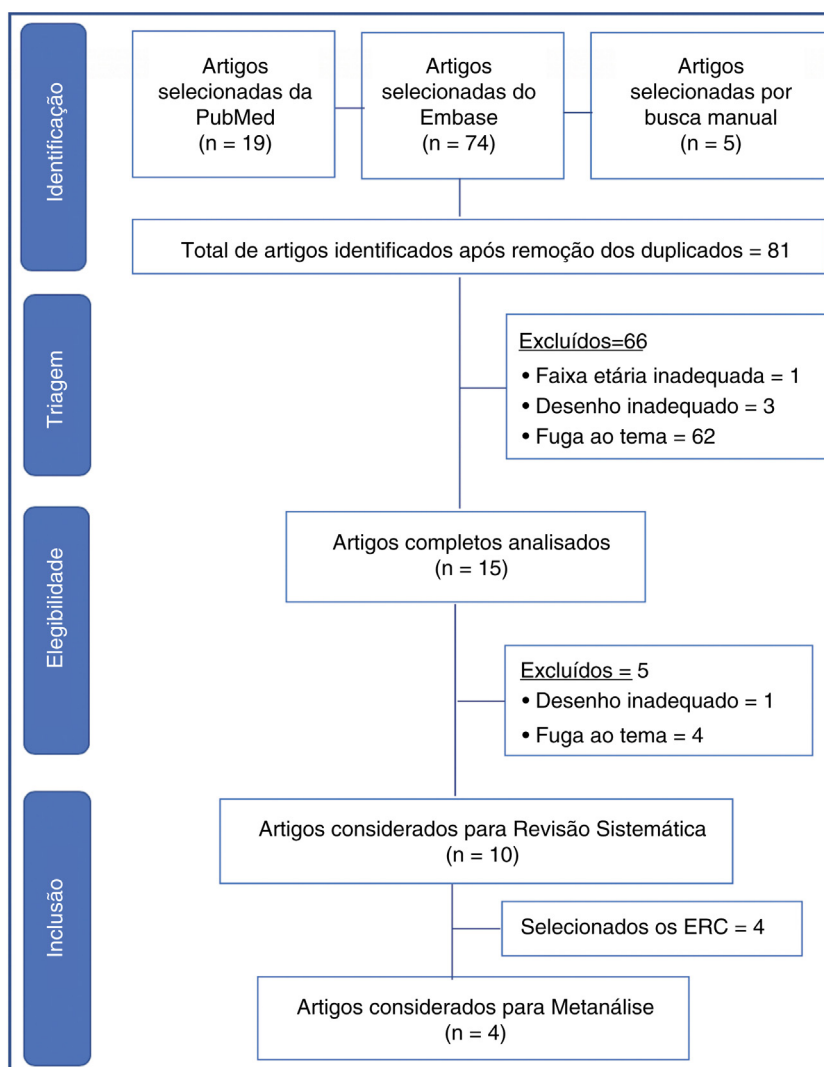 Identificação
Artigos
selecionadas da
PubMed
(n = 19)
Artigos
selecionadas do
Embase
(n = 74)
Artigos
selecionadas por
busca manual
(n = 5)
Total de artigos identificados após remoção dos duplicados = 81
Triagem
Excluídos=66
• Faixa etária inadequada = 1
• Desenho inadequado = 3
• Fuga ao tema = 62
Elegibilidade
Artigos completos analisados
(n = 15)
Excluídos = 5
• Desenho inadequado = 1
• Fuga ao tema = 4
Inclusão
Artigos considerados para Revisão Sistemática
(n = 10)
Selecionados os ERC = 4
Artigos considerados para Metanálise
(n = 4)